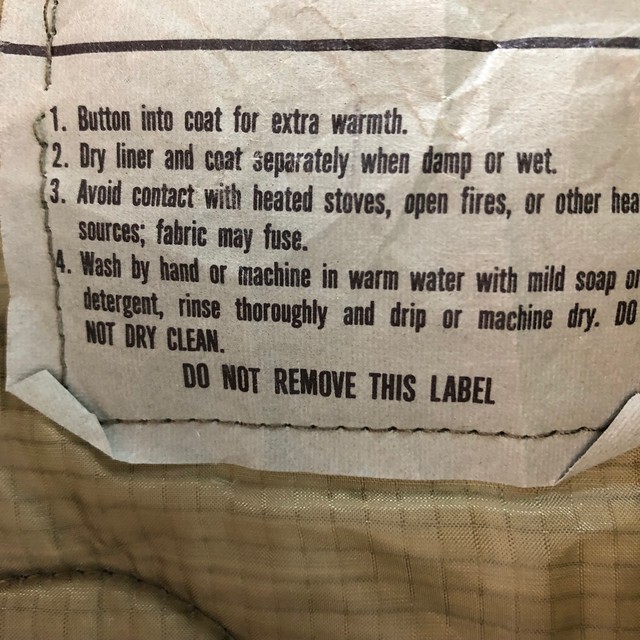 1. Button into coat for extra warmth.
2. Dry liner and coat separately when damp or wet.
3. Avoid contact with heated stoves, open fires, or other hea
sources; fabric may fuse.
4. Wash by hand or machine in warm water with mild soap or
detergent, rinse thoroughly and drip or machine dry. DO
NOT DRY CLEAN.
DO NOT REMOVE THIS LABEL